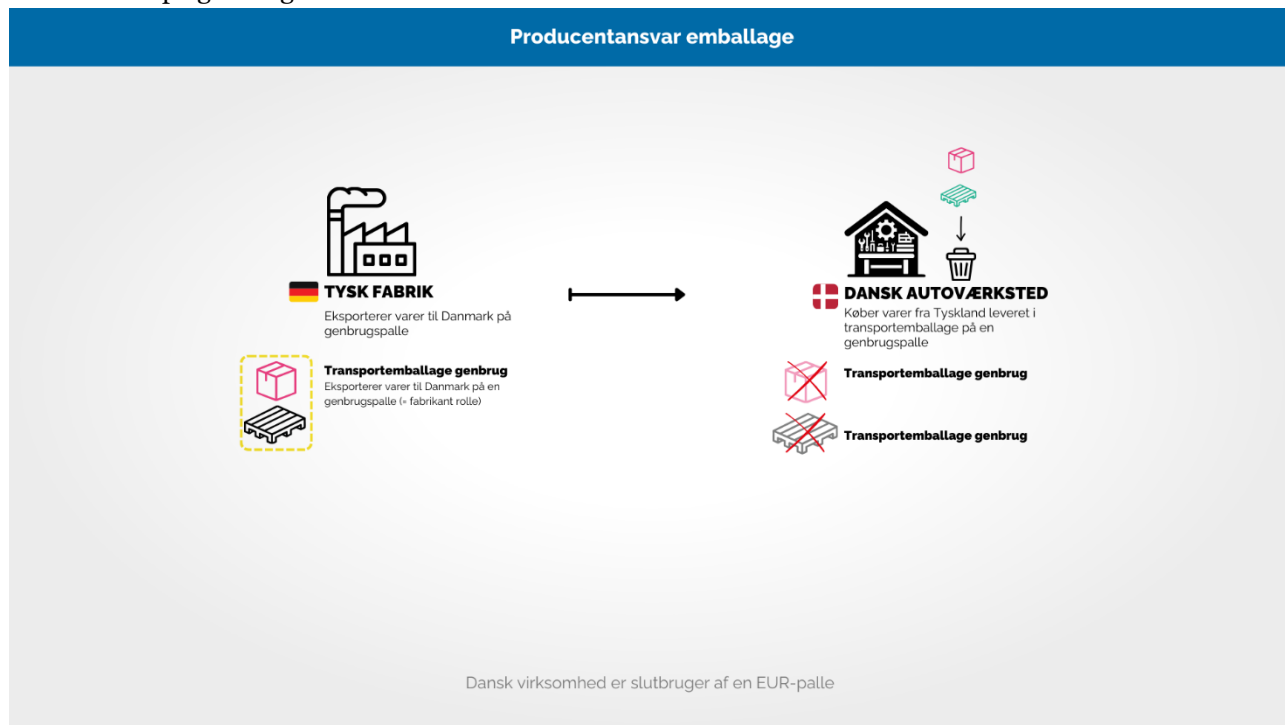 Producentansvar emballage
TYSK FABRIK
Eksporterer varer til Danmark på
genbrugspalle
Transportemballage genbrug
Eksporterer varer til Danmark på en
genbrugspalle (= fabrikant rolle)
DANSK AUTOVÆRKSTED
Køber varer fra Tyskland leveret i
transportemballage på en
genbrugspalle
Transportemballage genbrug
Transportemballage genbrug
Dansk virksomhed er slutbruger af en EUR-palle